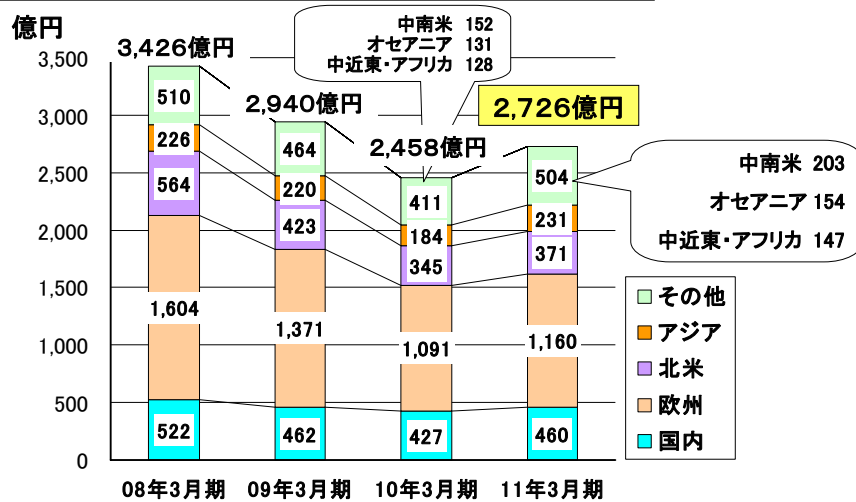 億円
中南米 152
オセアニア 131
中近東・アフリカ 128
3,426億円
2,940億円
2,458億円
2,726億円
中南米 203
オセアニア 154
中近東・アフリカ 147
3,500
3,000
2,500
2,000
1,500
1,000
500
0
510
226
564
1,604
522
464
220
423
1,371
462
411
184
345
1,091
427
504
231
371
1,160
460
その他
アジア
北米
欧州
国内
08年3月期
09年3月期
10年3月期
11年3月期